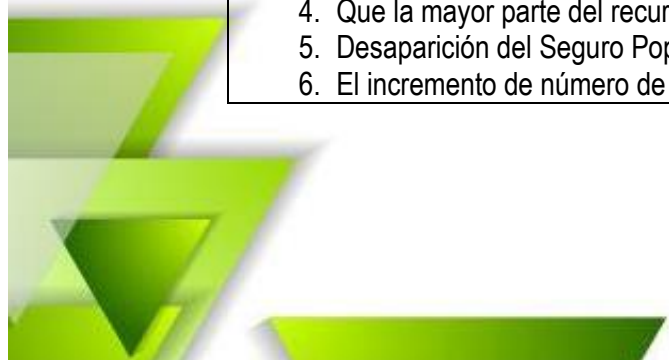 4. Que la mayor parte del recur
5. Desaparición del Seguro Pop
6. El incremento de número de